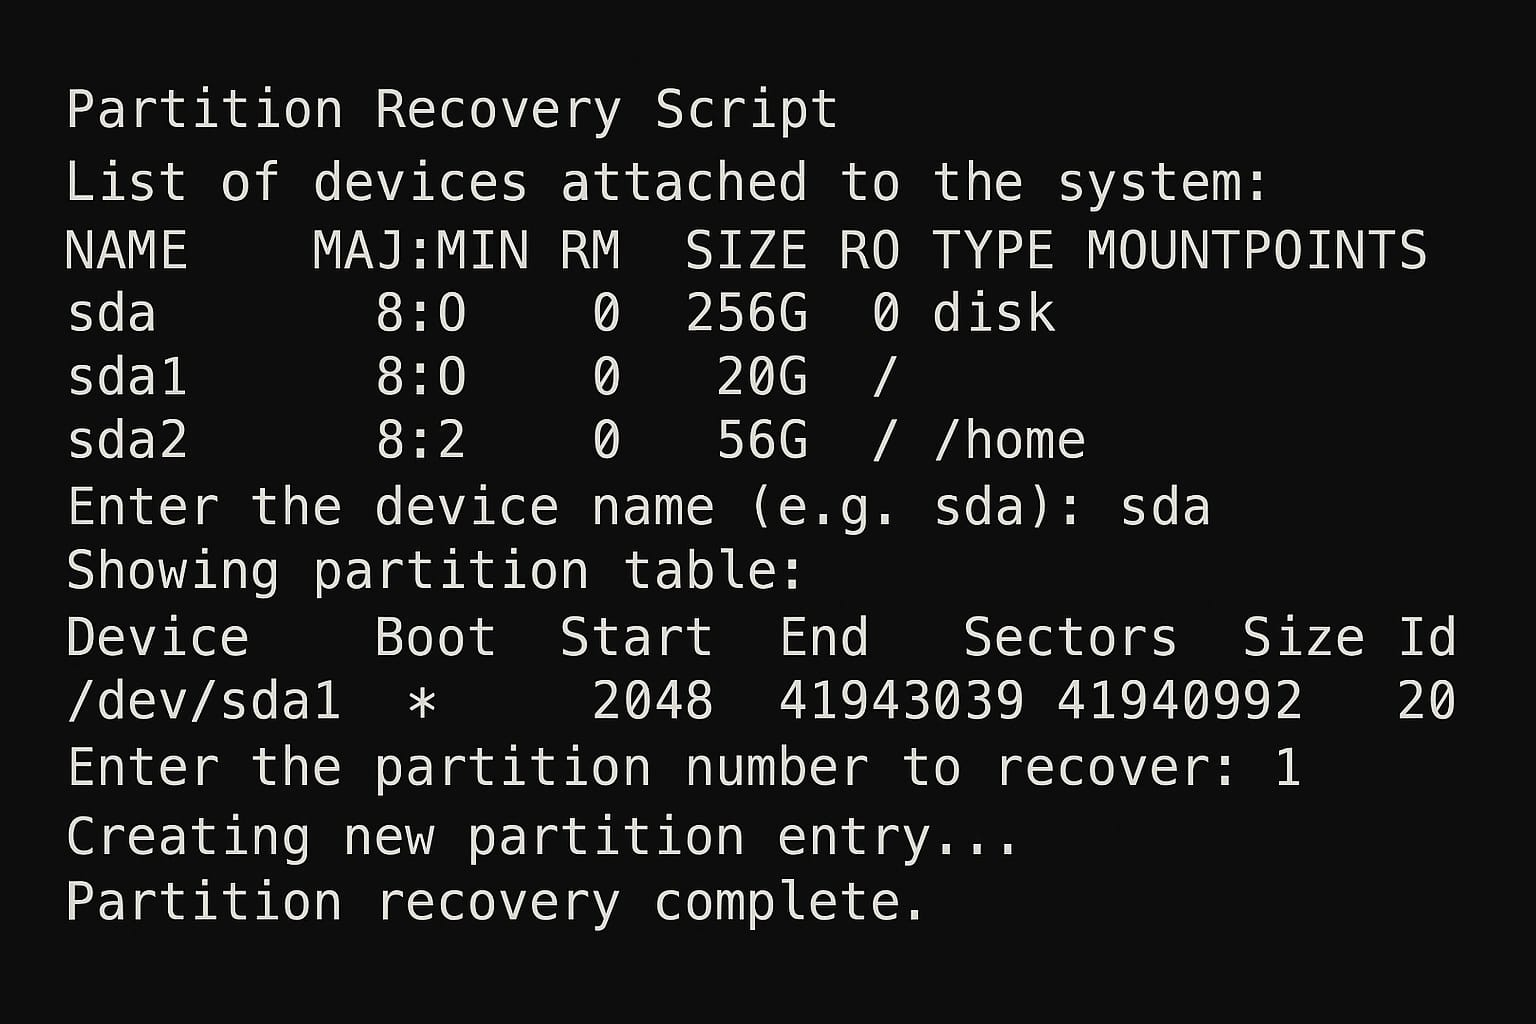 Partition Recovery Script
List of devices attached to the system:
NAME    MAJ:MIN RM  SIZE RO TYPE MOUNTPOINTS
sda       8:O    0  256G  0 disk
sda1      8:O    0   20G  /
sda2      8:2    0   56G  / /home
Enter the device name (e.g. sda): sda
Showing partition table:
Device    Boot  Start  End   Sectors  Size Id
/dev/sda1  *     2048  41943039 41940992   20
Enter the partition number to recover: 1
Creating new partition entry...
Partition recovery complete.